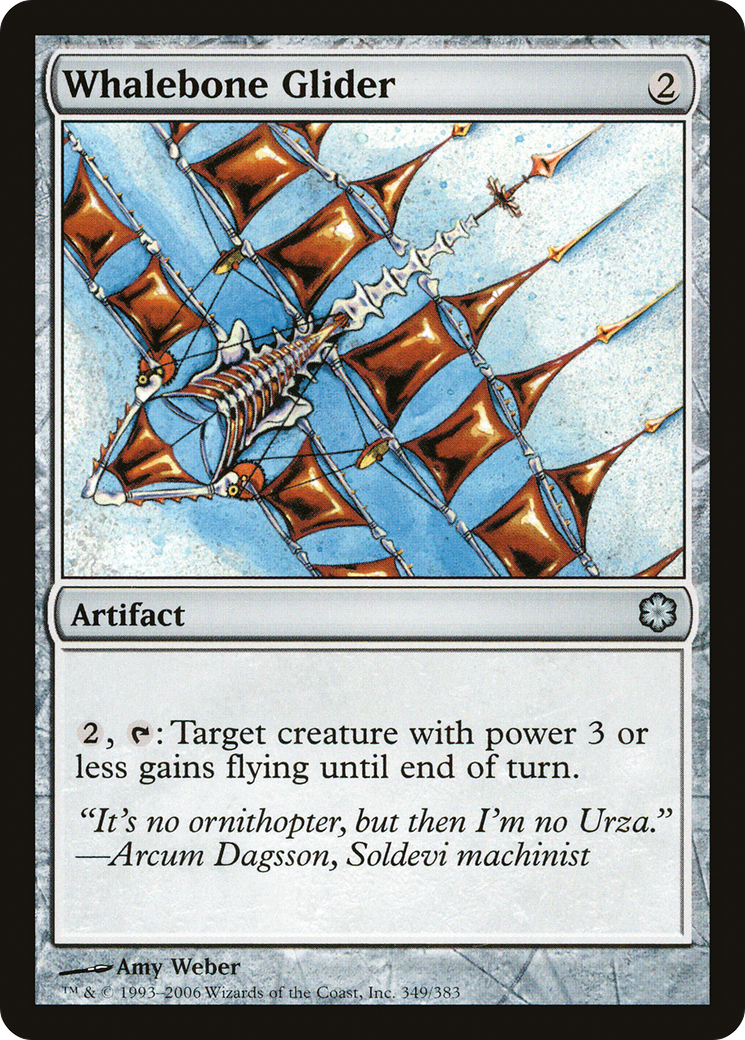 Whalebone Glider 2
Artifact
2, : Target creature with power 3 or
less gains flying until end of turn.
“It’s no ornithopter, but then I’m no Urza.”
—Arcum Dagsson, Soldevi machinist
Amy Weber
™ & © 1993–2006 Wizards of the Coast, Inc. 349/383